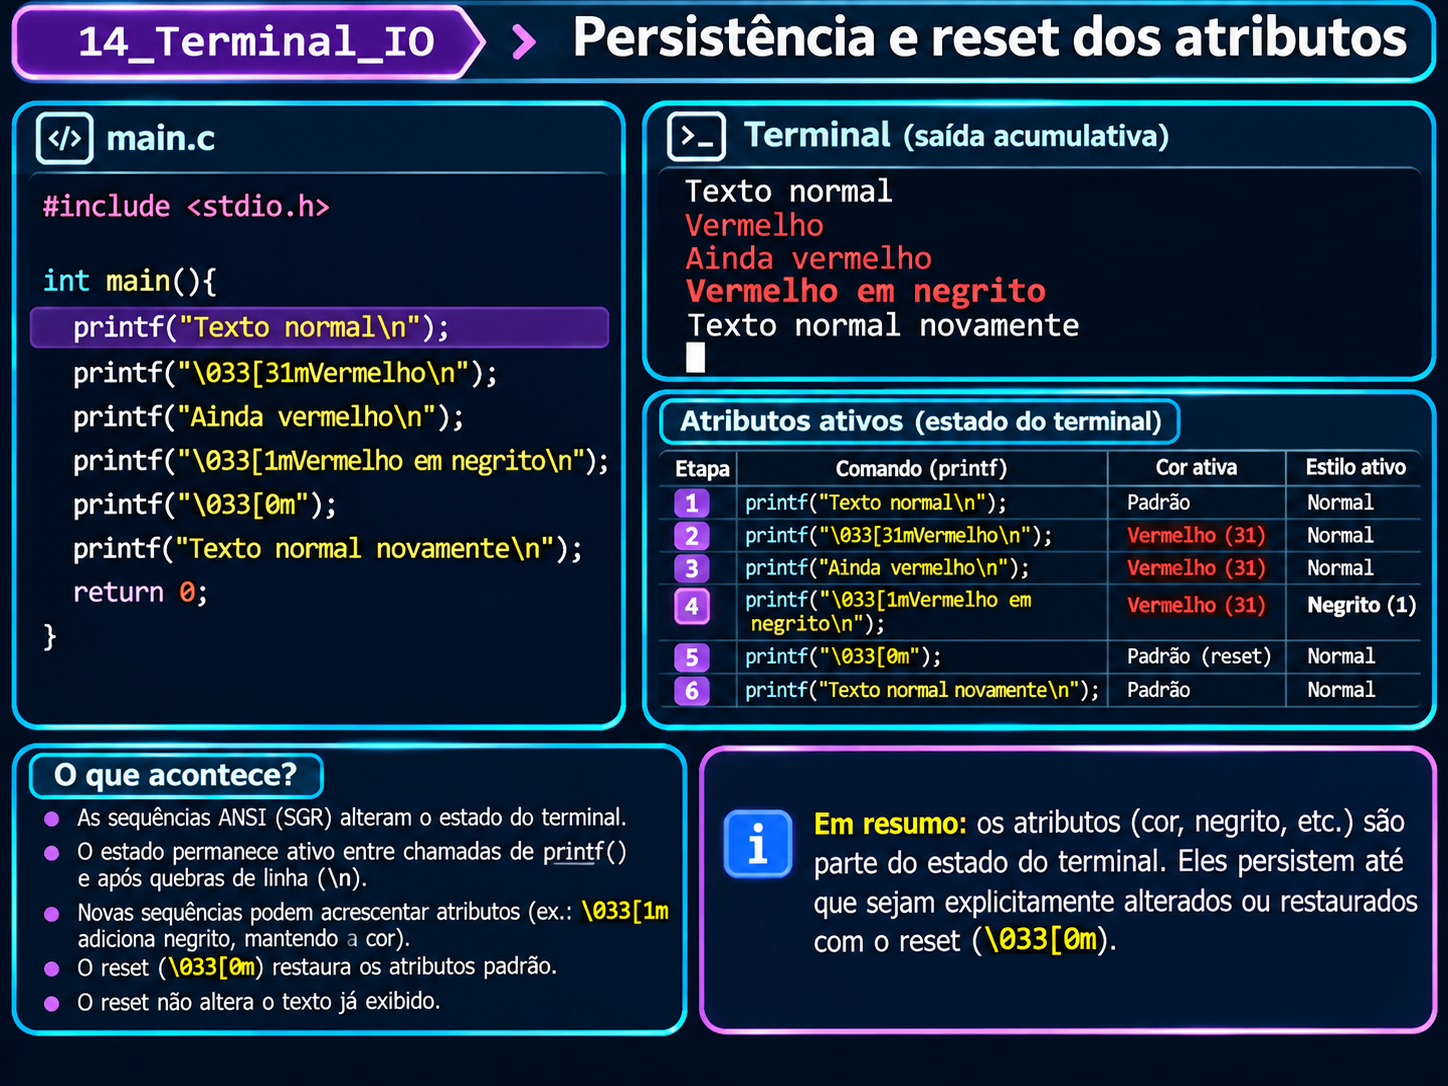 14_Terminal_IO
Persistência e reset dos atributos
</> main.c
#include <stdio.h>
int main(){
printf("Texto normal\n");
printf("\033[31mVermelho\n");
printf("Ainda vermelho\n");
printf("\033[1mVermelho em negrito\n");
printf("\033[0m");
printf("Texto normal novamente\n");
return 0;
}
>_ Terminal (saída acumulativa)
Texto normal
Vermelho
Ainda vermelho
Vermelho em negrito
Texto normal novamente
Atributos ativos (estado do terminal)
Etapa Comando (printf) Cor ativa Estilo ativo
1 printf("Texto normal\n"); Padrão Normal
2 printf("\033[31mVermelho\n"); Vermelho (31) Normal
3 printf("Ainda vermelho\n"); Vermelho (31) Normal
4 printf("\033[1mVermelho em Vermelho (31) Negrito (1)
negrito\n");
5 printf("\033[0m"); Padrão (reset) Normal
6 printf("Texto normal novamente\n"); Padrão Normal
O que acontece?
As sequências ANSI (SGR) alteram o estado do terminal.
O estado permanece ativo entre chamadas de printf()
e após quebras de linha (\n).
Novas sequências podem acrescentar atributos (ex.: \033[1m
adiciona negrito, mantendo a cor).
O reset (\033[0m) restaura os atributos padrão.
O reset não altera o texto já exibido.
i
Em resumo: os atributos (cor, negrito, etc.) são
parte do estado do terminal. Eles persistem até
que sejam explicitamente alterados ou restaurados
com o reset (\033[0m).